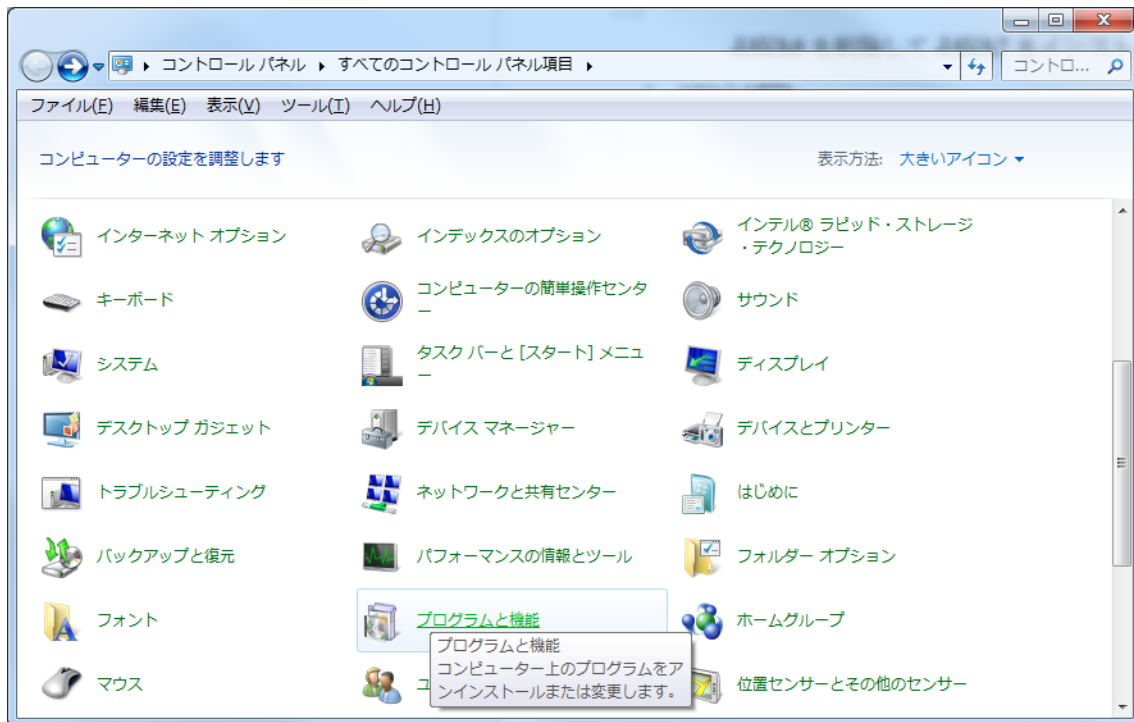 コントロール パネル ▸ すべてのコントロール パネル項目 ▸
コントロ...
ファイル(F) 編集(E) 表示(V) ツール(T) ヘルプ(H)
コンピューターの設定を調整します
表示方法: 大きいアイコン
インターネット オプション
インデックスのオプション
インテル® ラピッド・ストレージ
・テクノロジー
キーボード
コンピューターの簡単操作センタ
ー
サウンド
システム
タスク バーと [スタート] メニュ
ー
ディスプレイ
デスクトップ ガジェット
デバイス マネージャー
デバイスとプリンター
トラブルシューティング
ネットワークと共有センター
はじめに
バックアップと復元
パフォーマンスの情報とツール
フォルダー オプション
フォント
プログラムと機能
ホームグループ
プログラムと機能
コンピューター上のプログラムをア
ンインストールまたは変更します。
マウス
ユ
位置センサーとその他のセンサー